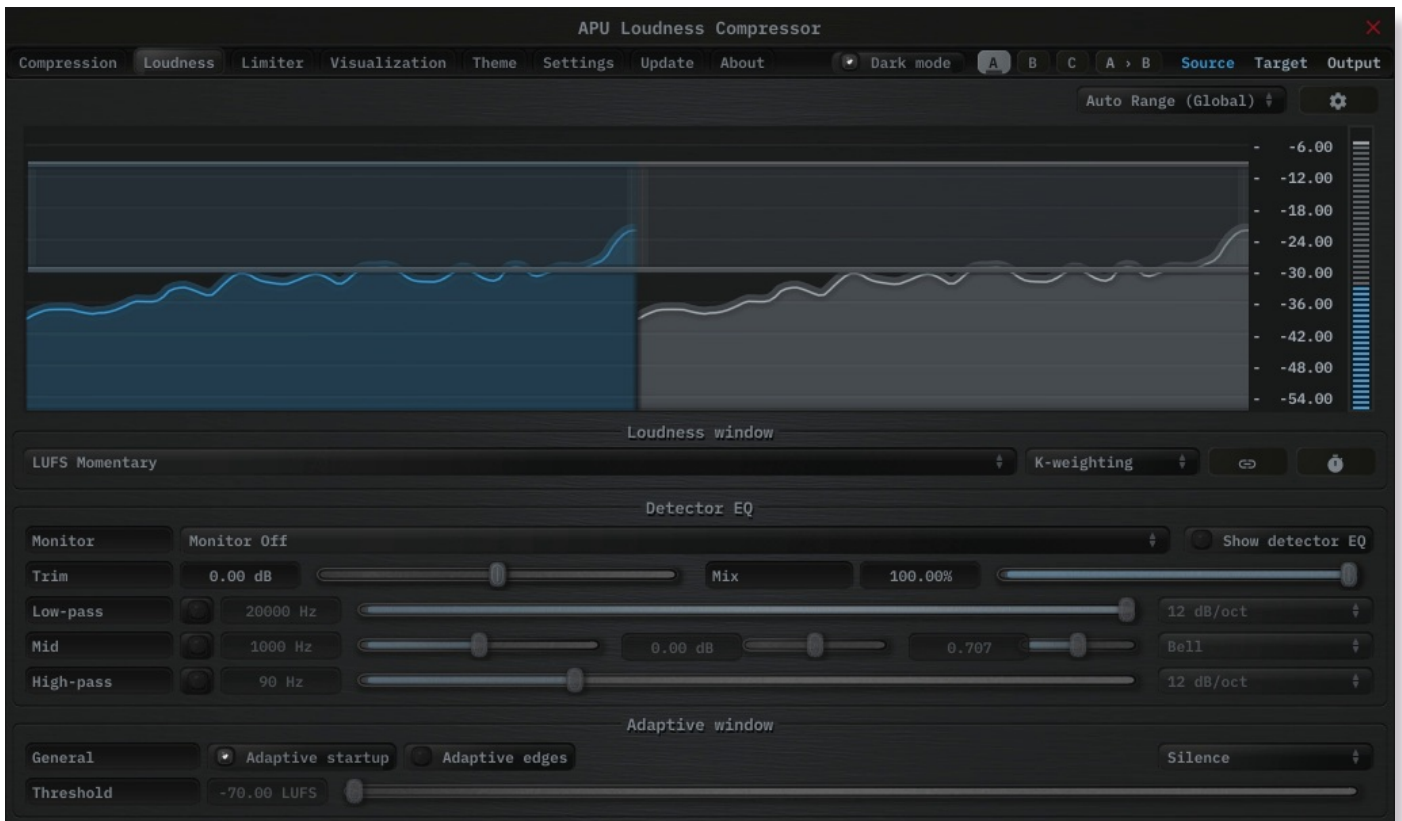 APU Loudness Compressor
Compression Loudness Limiter Visualization Theme Settings Update About Dark mode A B C A › B Source Target Output
Auto Range (Global)
- -6.00
- -12.00
- -18.00
- -24.00
- -30.00
- -36.00
- -42.00
- -48.00
- -54.00
Loudness window
LUFS Momentary K-weighting
Detector EQ
Monitor Monitor Off Show detector EQ
Trim 0.00 dB Mix 100.00%
Low-pass 20000 Hz 12 dB/oct
Mid 1000 Hz 0.00 dB 0.707 Bell
High-pass 90 Hz 12 dB/oct
Adaptive window
General Adaptive startup Adaptive edges Silence
Threshold -70.00 LUFS